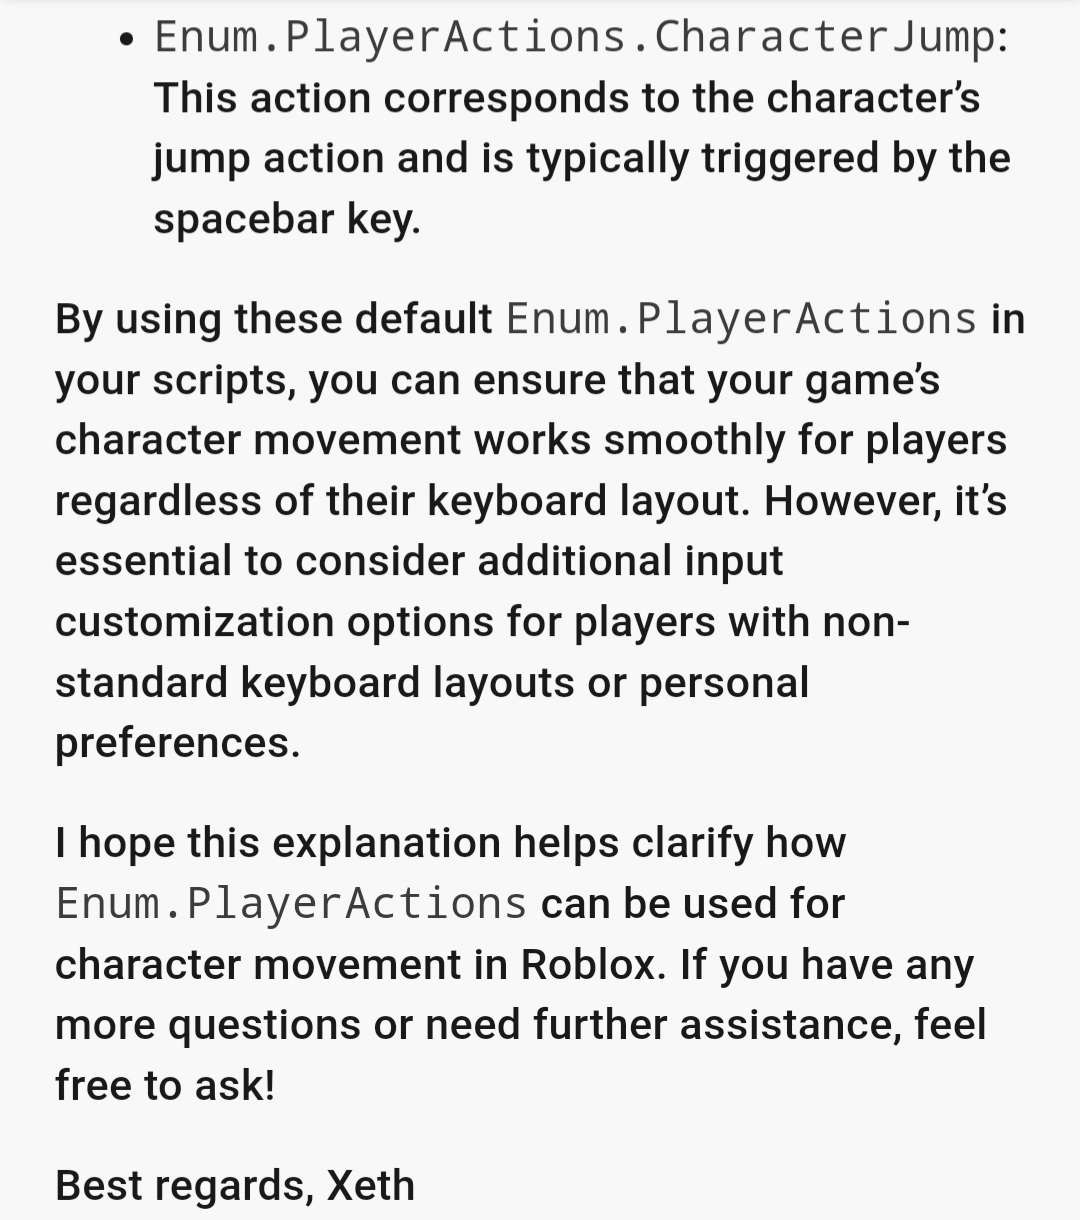 • Enum.PlayerActions.CharacterJump:
This action corresponds to the character’s
jump action and is typically triggered by the
spacebar key.
By using these default Enum.PlayerActions in
your scripts, you can ensure that your game’s
character movement works smoothly for players
regardless of their keyboard layout. However, it’s
essential to consider additional input
customization options for players with non-
standard keyboard layouts or personal
preferences.
I hope this explanation helps clarify how
Enum.PlayerActions can be used for
character movement in Roblox. If you have any
more questions or need further assistance, feel
free to ask!
Best regards, Xeth